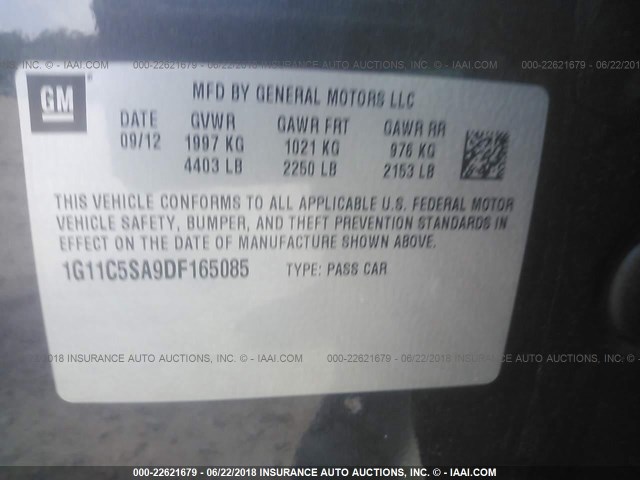 2018 INSURANCE AUTO AUCTIONS, INC. © - IAAI.COM 000-22621679 - 06/22/2018 INSURANCE AUTO AUCTIONS, INC. © - IAAI.COM
GM
MFD BY GENERAL MOTORS LLC
DATE GVWR GAWR FRT GAWR RR
09/12 1997 KG 1021 KG 976 KG
4403 LB 2250 LB 2153 LB
THIS VEHICLE CONFORMS TO ALL APPLICABLE U.S. FEDERAL MOTOR
VEHICLE SAFETY, BUMPER, AND THEFT PREVENTION STANDARDS IN
EFFECT ON THE DATE OF MANUFACTURE SHOWN ABOVE.
1G11C5SA9DF165085 TYPE: PASS CAR
2018 INSURANCE AUTO AUCTIONS, INC. © - IAAI.COM 000-22621679 - 06/22/2018 INSURANCE AUTO AUCTIONS, INC. © - IAAI.COM
000-22621679 - 06/22/2018 INSURANCE AUTO AUCTIONS, INC. © - IAAI.COM